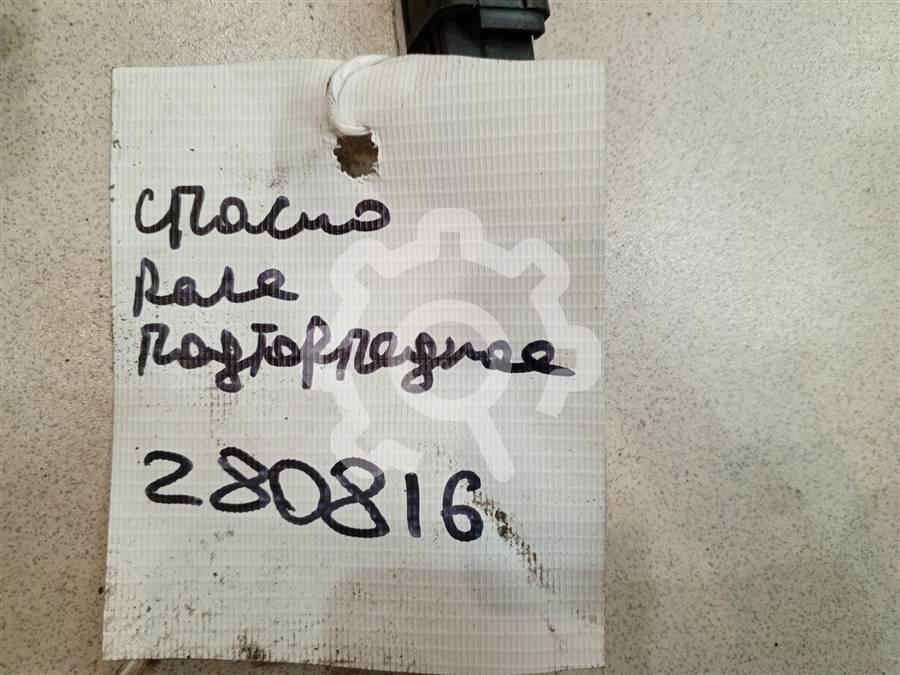 Спасио
реле
подторпедное
280816